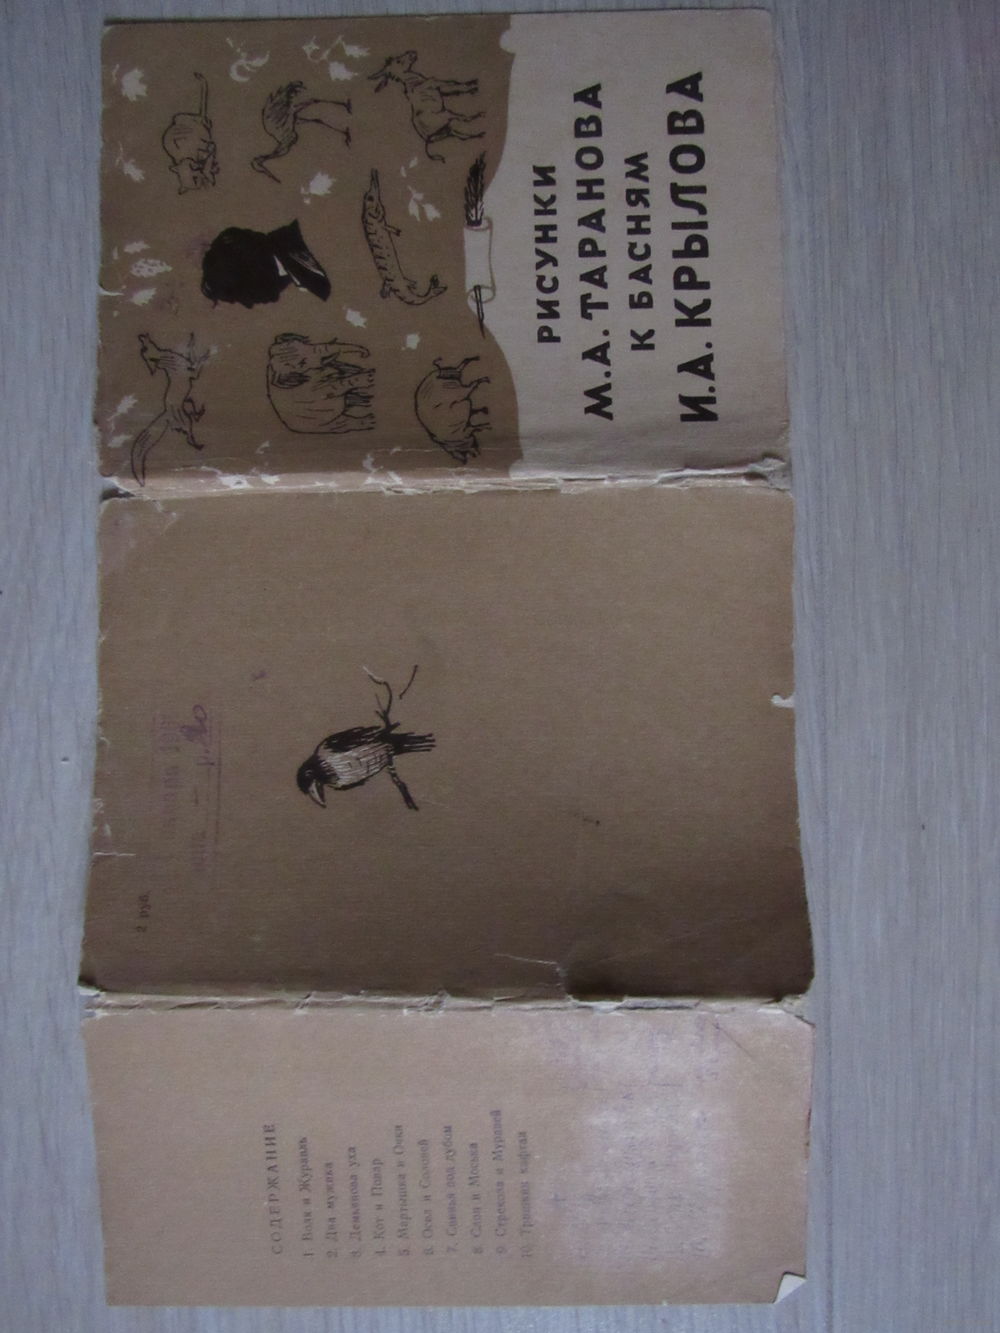 РИСУНКИ
М.А. ТАРАНОВА
К БАСНЯМ
И.А. КРЫЛОВА
2 руб.
СОДЕРЖАНИЕ
1 Волк и Журавль
2. Два мужика
3. Демьянова уха
4. Кот и Повар
5. Мартышка и Очки
6. Осел и Соловей
7. Свинья под дубом
8 Слон и Моська
9. Стрекоза и Муравей
10. Тришкин кафтан